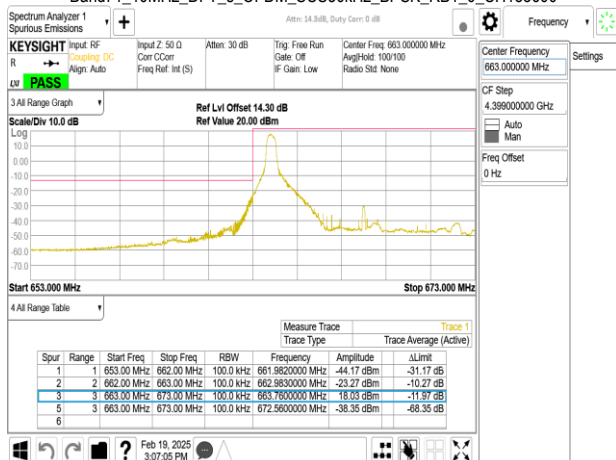 Spectrum Analyzer 1
Spurious Emissions
Attn: 14.3dB, Duty Corr: 0 dB
Frequency
KEYSIGHT
R
LXI
PASS
Input: RF
Coupling: DC
Align: Auto
Input Z: 50 Ω
Corr CCorr
Freq Ref: Int (S)
Atten: 30 dB
Trig: Free Run
Gate: Off
IF Gain: Low
Center Freq: 663.000000 MHz
Avg|Hold: 100/100
Radio Std: None
Center Frequency
663.000000 MHz
Settings
CF Step
4.399000000 GHz
Auto
Man
Freq Offset
0 Hz
3 All Range Graph
Scale/Div 10.0 dB
Ref Lvl Offset 14.30 dB
Ref Value 20.00 dBm
Log
10.0
0.00
-10.0
-20.0
-30.0
-40.0
-50.0
-60.0
-70.0
Start 653.000 MHz
Stop 673.000 MHz
4 All Range Table
Measure Trace Trace 1
Trace Type Trace Average (Active)
Spur Range Start Freq Stop Freq RBW Frequency Amplitude ΔLimit
1 1 653.00 MHz 662.00 MHz 100.0 kHz 661.9820000 MHz -44.17 dBm -31.17 dB
2 2 662.00 MHz 663.00 MHz 100.0 kHz 662.9830000 MHz -23.27 dBm -10.27 dB
3 3 663.00 MHz 673.00 MHz 100.0 kHz 663.7600000 MHz 18.03 dBm -11.97 dB
5 3 663.00 MHz 673.00 MHz 100.0 kHz 672.5600000 MHz -38.35 dBm -68.35 dB
6
Feb 19, 2025
3:07:05 PM